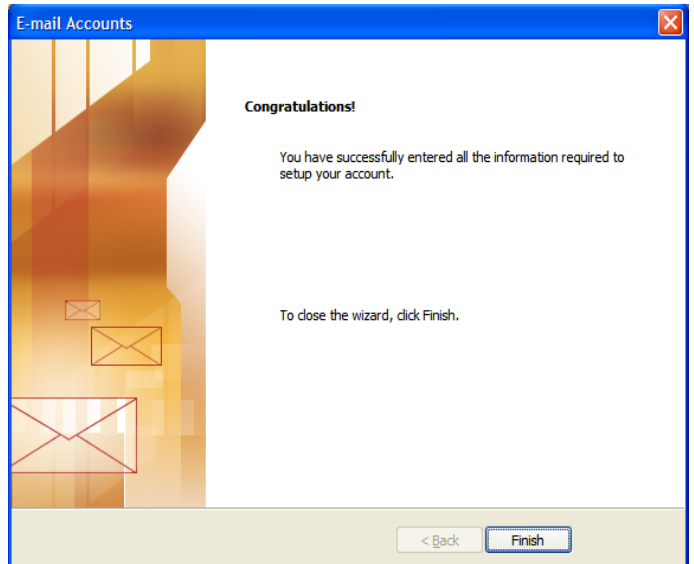 E-mail Accounts
Congratulations!
You have successfully entered all the information required to
setup your account.
To close the wizard, click Finish.
< Back
Finish